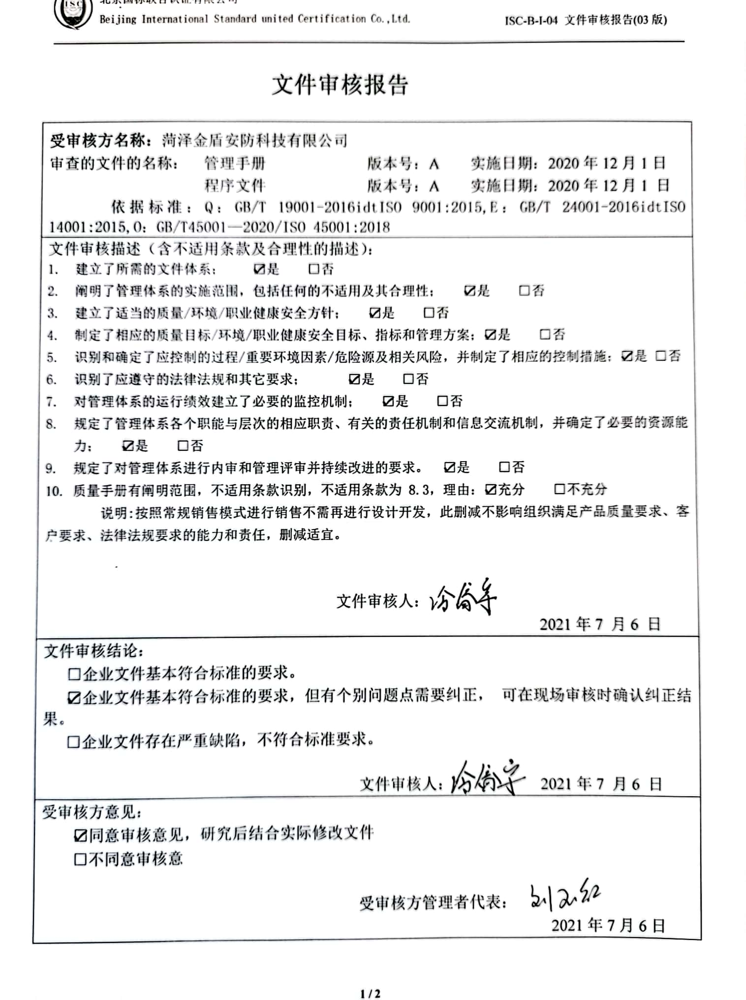 ISC
北京国标联合认证有限公司
Beijing International Standard united Certification Co.,Ltd.
ISC-B-I-04 文件审核报告(03 版)
文件审核报告
受审核方名称：菏泽金盾安防科技有限公司
审查的文件的名称： 管理手册 版本号：A 实施日期：2020 年 12 月 1 日
程序文件 版本号：A 实施日期：2020 年 12 月 1 日
依据标准：Q：GB/T 19001-2016idtISO 9001:2015,E：GB/T 24001-2016idtISO
14001:2015,O：GB/T45001—2020/ISO 45001:2018
文件审核描述（含不适用条款及合理性的描述）：
1. 建立了所需的文件体系； ☑是 □否
2. 阐明了管理体系的实施范围，包括任何的不适用及其合理性； ☑是 □否
3. 建立了适当的质量/环境/职业健康安全方针； ☑是 □否
4. 制定了相应的质量目标/环境/职业健康安全目标、指标和管理方案；☑是 □否
5. 识别和确定了应控制的过程/重要环境因素/危险源及相关风险，并制定了相应的控制措施；☑是 □否
6. 识别了应遵守的法律法规和其它要求； ☑是 □否
7. 对管理体系的运行绩效建立了必要的监控机制； ☑是 □否
8. 规定了管理体系各个职能与层次的相应职责、有关的责任机制和信息交流机制，并确定了必要的资源能
力； ☑是 □否
9. 规定了对管理体系进行内审和管理评审并持续改进的要求。 ☑是 □否
10. 质量手册有阐明范围，不适用条款识别，不适用条款为 8.3，理由：☑充分 □不充分
说明:按照常规销售模式进行销售不需再进行设计开发，此删减不影响组织满足产品质量要求、客
户要求、法律法规要求的能力和责任，删减适宜。
文件审核人：
2021 年 7 月 6 日
文件审核结论：
□企业文件基本符合标准的要求。
☑企业文件基本符合标准的要求，但有个别问题点需要纠正， 可在现场审核时确认纠正结
果。
□企业文件存在严重缺陷，不符合标准要求。
文件审核人： 2021 年 7 月 6 日
受审核方意见：
☑同意审核意见，研究后结合实际修改文件
□不同意审核意
受审核方管理者代表：
2021 年 7 月 6 日
1 / 2